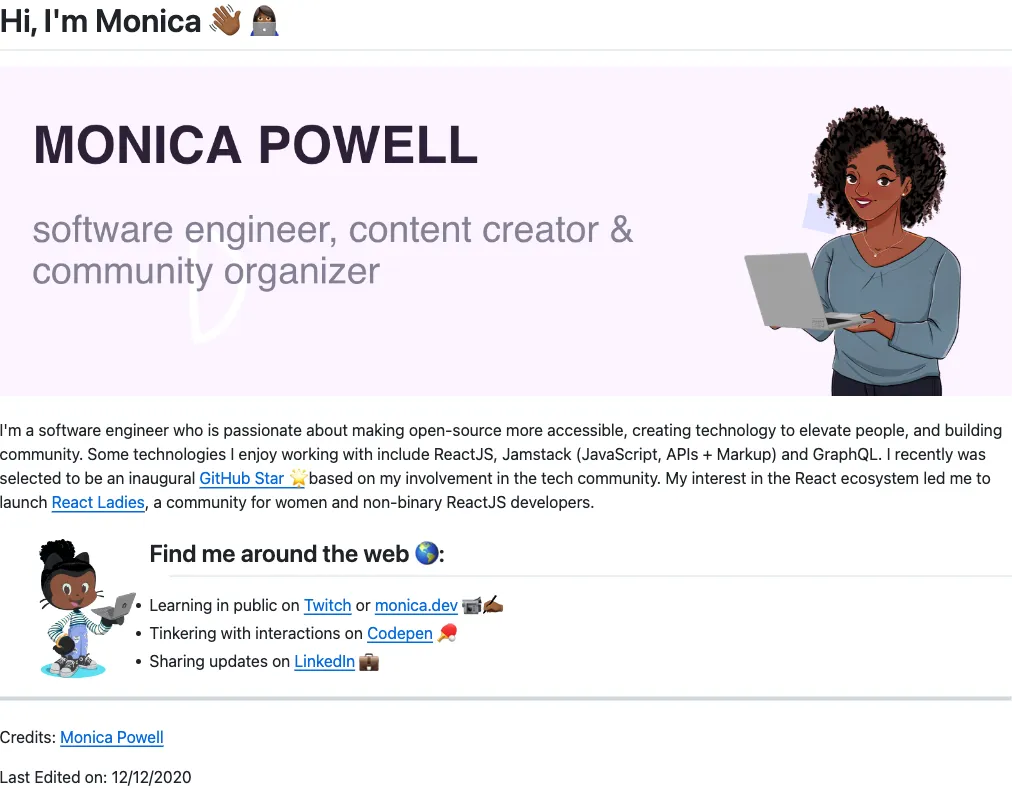 Hi, I'm Monica 👋🏾 👩🏾‍💻
MONICA POWELL
software engineer, content creator &
community organizer
I'm a software engineer who is passionate about making open-source more accessible, creating technology to elevate people, and building
community. Some technologies I enjoy working with include ReactJS, Jamstack (JavaScript, APIs + Markup) and GraphQL. I recently was
selected to be an inaugural GitHub Star 🌟based on my involvement in the tech community. My interest in the React ecosystem led me to
launch React Ladies, a community for women and non-binary ReactJS developers.
Find me around the web 🌎:
• Learning in public on Twitch or monica.dev 📹✍🏾
• Tinkering with interactions on Codepen 🏓
• Sharing updates on LinkedIn 💼
Credits: Monica Powell
Last Edited on: 12/12/2020